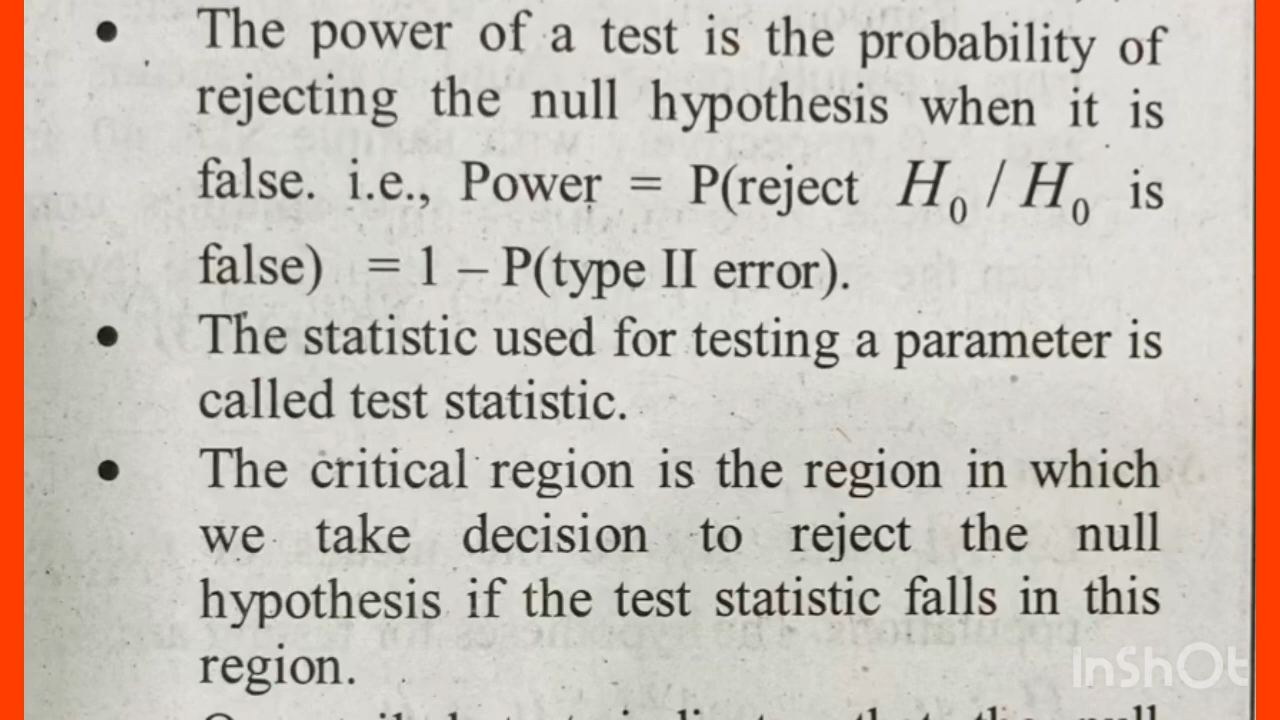 • The power of a test is the probability of
rejecting the null hypothesis when it is
false. i.e., Power = P(reject H₀ / H₀ is
false) = 1 – P(type II error).
• The statistic used for testing a parameter is
called test statistic.
• The critical region is the region in which
we take decision to reject the null
hypothesis if the test statistic falls in this
region.
InShOt